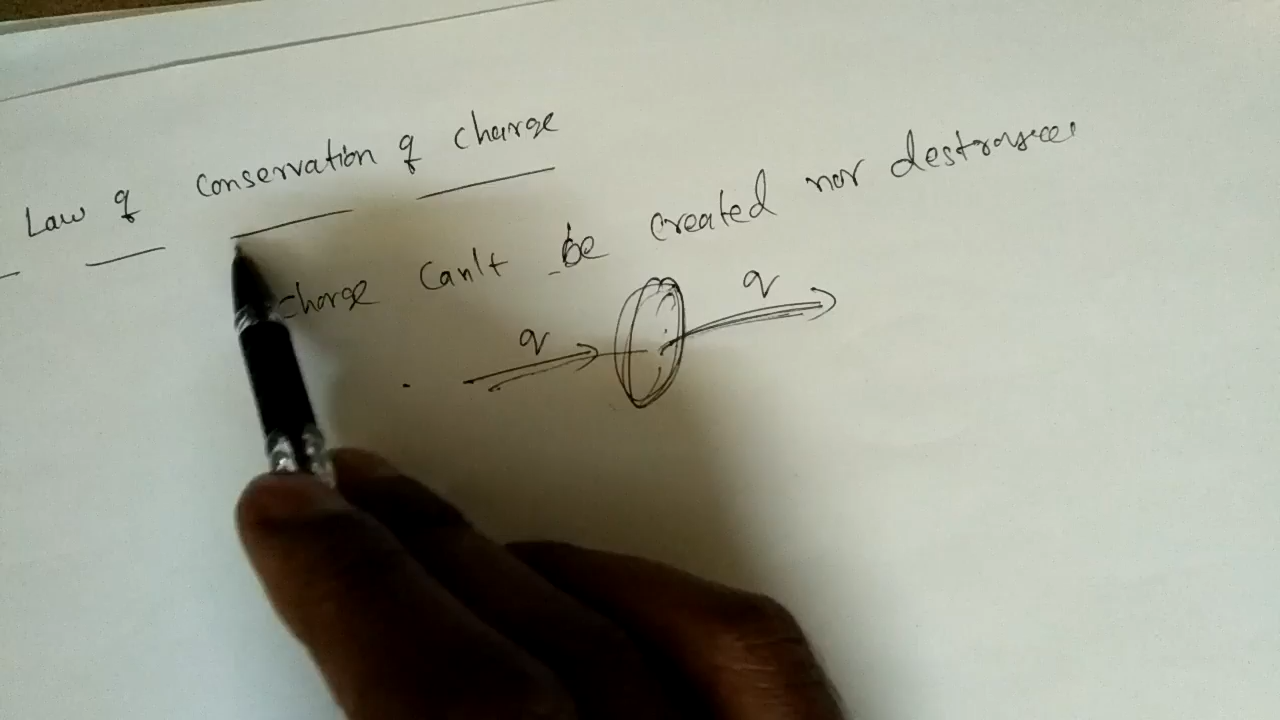 Law of conservation of charge
charge can't be created nor destroyed
q q